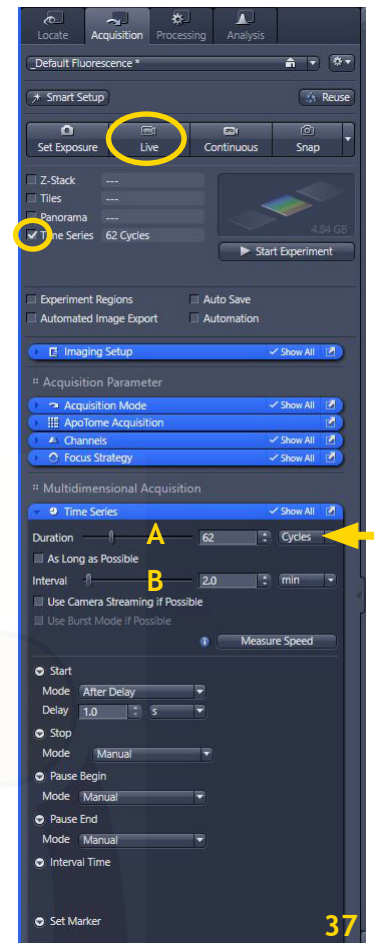 Locate Acquisition Processing Analysis
_Default Fluorescence *
Smart Setup Reuse
Set Exposure Live Continuous Snap
Z-Stack ---
Tiles ---
Panorama ---
Time Series 62 Cycles
4.84 GB
Start Experiment
Experiment Regions Auto Save
Automated Image Export Automation
Imaging Setup Show All
Acquisition Parameter
Acquisition Mode Show All
ApoTome Acquisition
Channels Show All
Focus Strategy Show All
Multidimensional Acquisition
Time Series Show All
Duration A 62 Cycles
As Long as Possible
Interval B 2.0 min
Use Camera Streaming if Possible
Use Burst Mode if Possible
Measure Speed
Start
Mode After Delay
Delay 1.0 s
Stop
Mode Manual
Pause Begin
Mode Manual
Pause End
Mode Manual
Interval Time
Set Marker
37